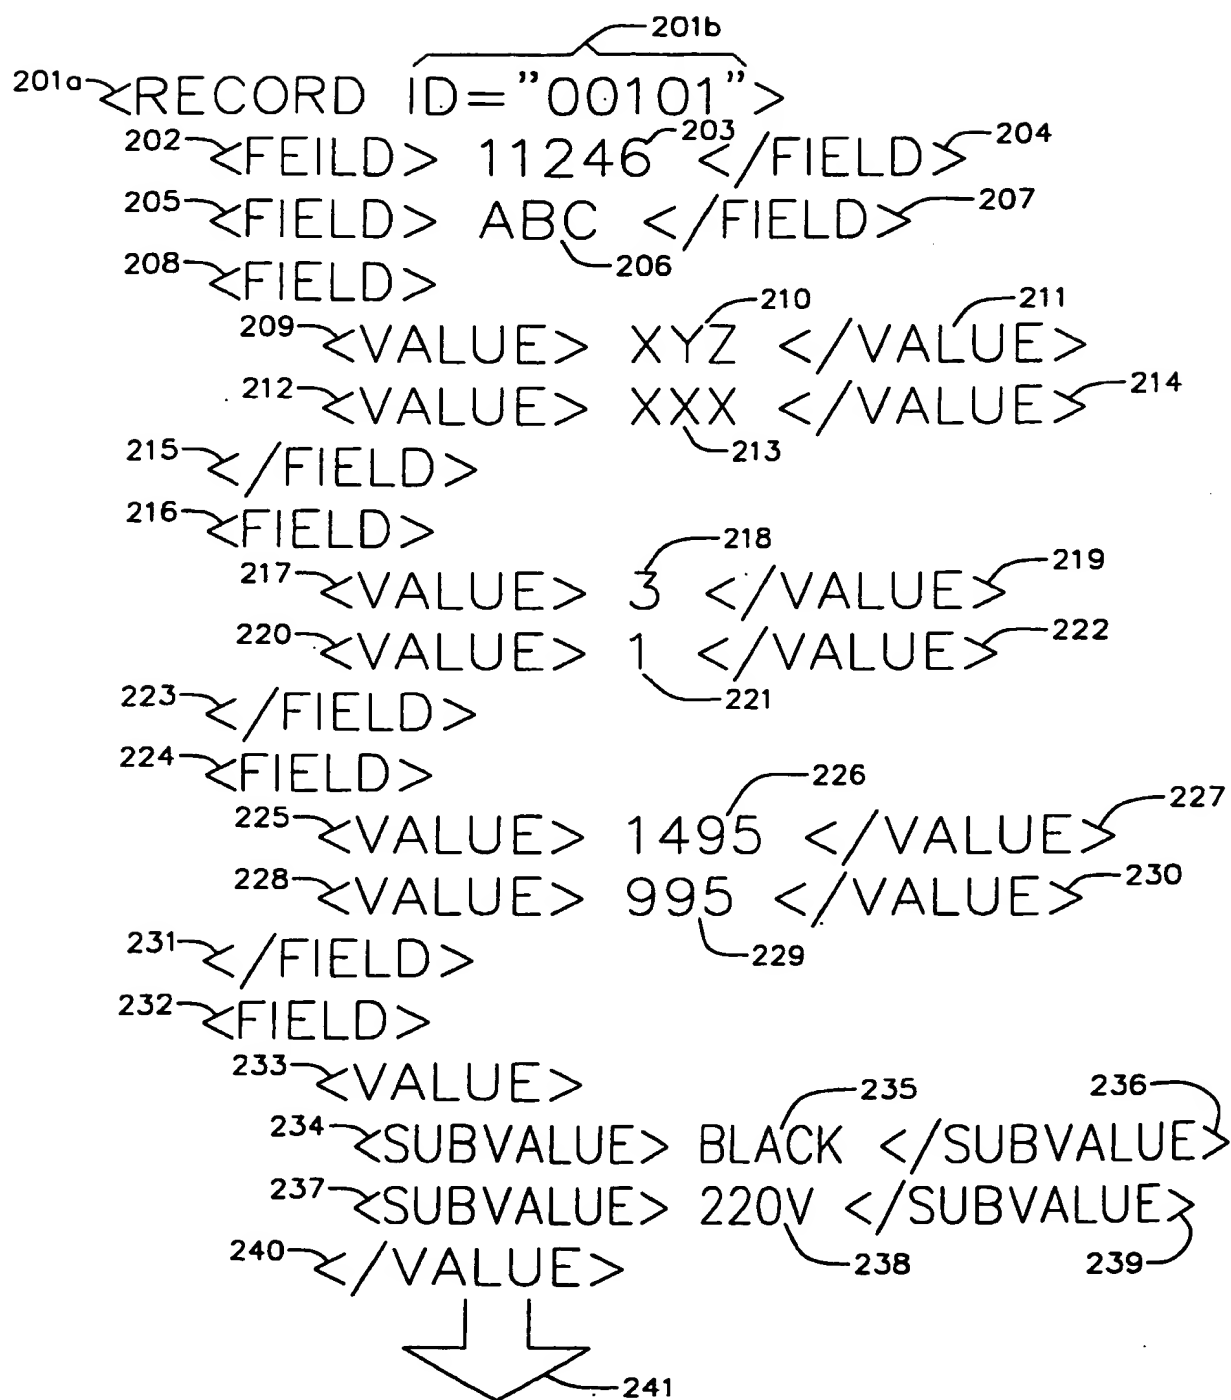 201b
201a <RECORD ID="00101">
202 <FEILD> 11246 203 </FIELD> 204
205 <FIELD> ABC </FIELD> 207
206
208 <FIELD>
210 211
209 <VALUE> XYZ </VALUE>
212 <VALUE> XXX </VALUE> 214
213
215 </FIELD>
216 <FIELD>
218
217 <VALUE> 3 </VALUE> 219
220 <VALUE> 1 </VALUE> 222
221
223 </FIELD>
224 <FIELD>
226
225 <VALUE> 1495 </VALUE> 227
228 <VALUE> 995 </VALUE> 230
229
231 </FIELD>
232 <FIELD>
233 <VALUE>
235 236
234 <SUBVALUE> BLACK </SUBVALUE>
237 <SUBVALUE> 220V </SUBVALUE>
238 239
240 </VALUE>
241